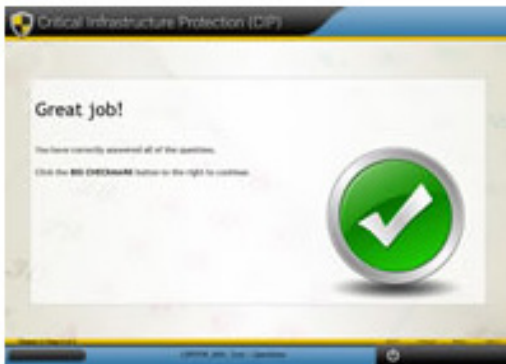 Critical Infrastructure Protection (CIP)
Great job!
You have correctly answered all of the questions.
Click the BIG CHECKmARK button to the right to continue.